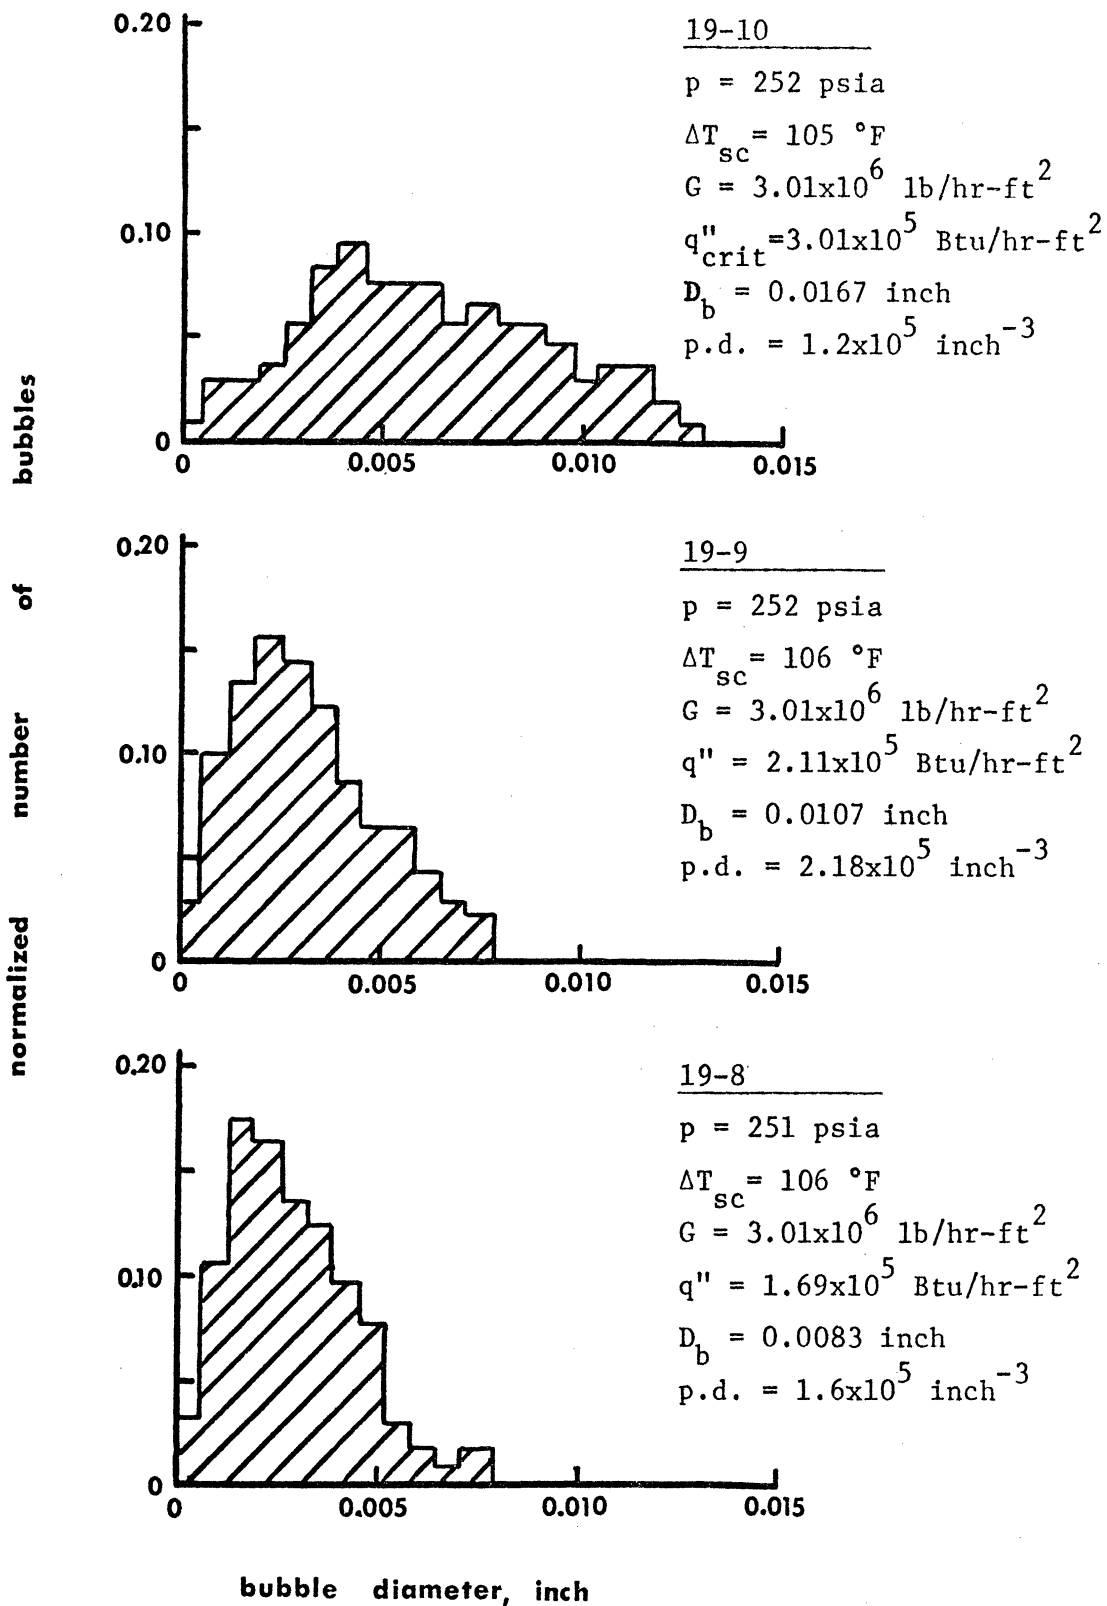 normalized number of bubbles
0.20
0.10
0
0 0.005 0.010 0.015
19-10
p = 252 psia
ΔT_sc = 105 °F
G = 3.01x10^6 lb/hr-ft^2
q"_crit =3.01x10^5 Btu/hr-ft^2
D_b = 0.0167 inch
p.d. = 1.2x10^5 inch^-3
0.20
0.10
0
0 0.005 0.010 0.015
19-9
p = 252 psia
ΔT_sc = 106 °F
G = 3.01x10^6 lb/hr-ft^2
q" = 2.11x10^5 Btu/hr-ft^2
D_b = 0.0107 inch
p.d. = 2.18x10^5 inch^-3
0.20
0.10
0
0 0.005 0.010 0.015
19-8
p = 251 psia
ΔT_sc = 106 °F
G = 3.01x10^6 lb/hr-ft^2
q" = 1.69x10^5 Btu/hr-ft^2
D_b = 0.0083 inch
p.d. = 1.6x10^5 inch^-3
bubble diameter, inch